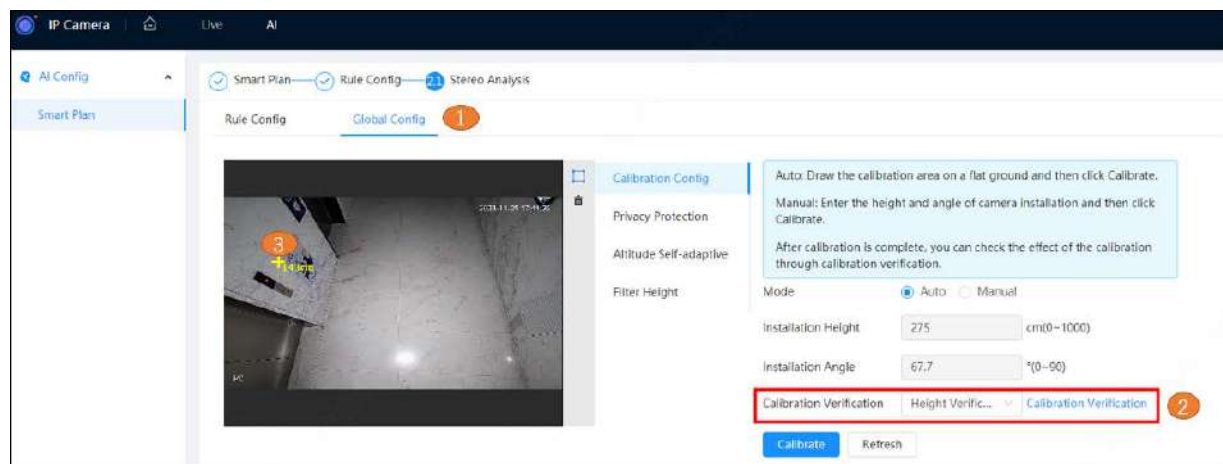 IP Camera Live AI
AI Config
Smart Plan
Smart Plan Rule Config 2.1 Stereo Analysis
Rule Config Global Config 1
Calibration Config
Privacy Protection
Altitude Self-adaptive
Filter Height
Auto: Draw the calibration area on a flat ground and then click Calibrate.
Manual: Enter the height and angle of camera installation and then click
Calibrate.
After calibration is complete, you can check the effect of the calibration
through calibration verification.
3
PC
Mode Auto Manual
Installation Height 275 cm(0~1000)
Installation Angle 67.7 °(0~90)
Calibration Verification Height Verific... Calibration Verification 2
Calibrate Refresh